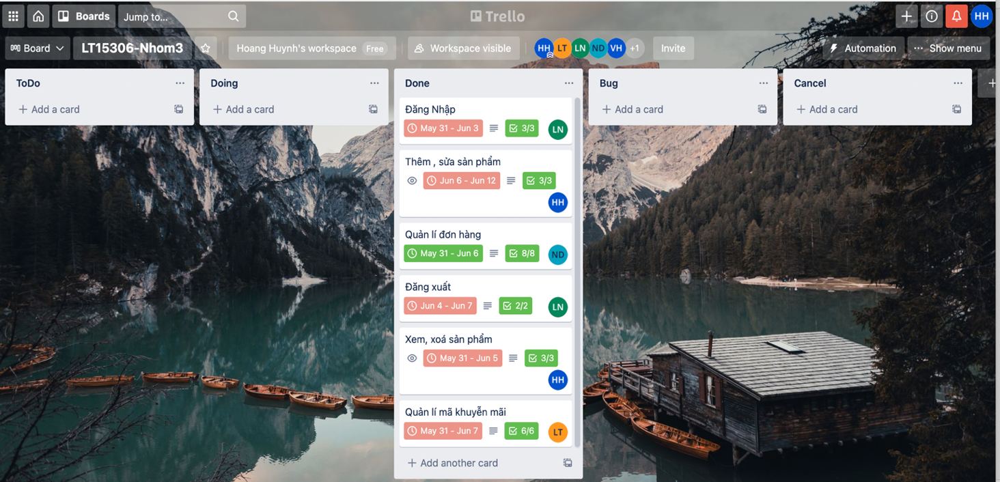 Boards
Jump to...
Trello
HH
Board
LT15306-Nhom3
Hoang Huynh's workspace
Free
Workspace visible
HH
LT
LN
ND
VH
+1
Invite
Automation
Show menu
ToDo
Add a card
Doing
Add a card
Done
Đăng Nhập
May 31 - Jun 3
3/3
LN
Thêm , sửa sản phẩm
Jun 6 - Jun 12
3/3
HH
Quản lí đơn hàng
May 31 - Jun 6
8/8
ND
Đăng xuất
Jun 4 - Jun 7
2/2
LN
Xem, xoá sản phẩm
May 31 - Jun 5
3/3
HH
Quản lí mã khuyễn mãi
May 31 - Jun 7
6/6
LT
Add another card
Bug
Add a card
Cancel
Add a card